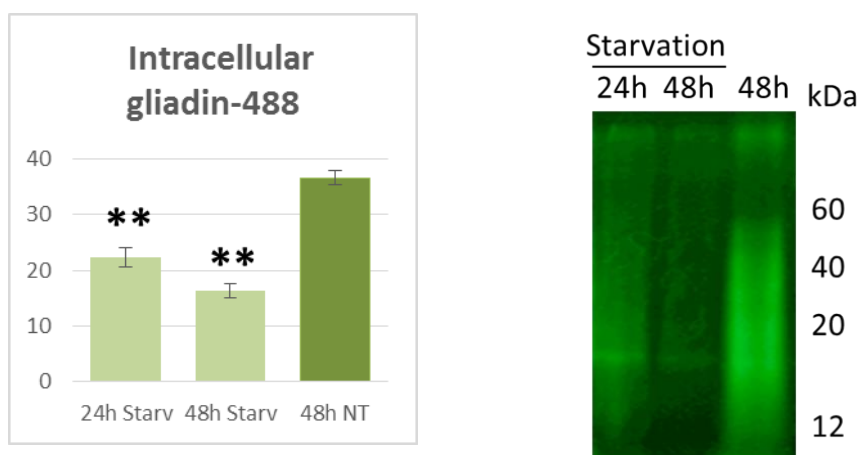 Intracellular
gliadin-488
40
30
20
10
0
**
**
24h Starv 48h Starv 48h NT
Starvation
24h 48h 48h kDa
60
40
20
12